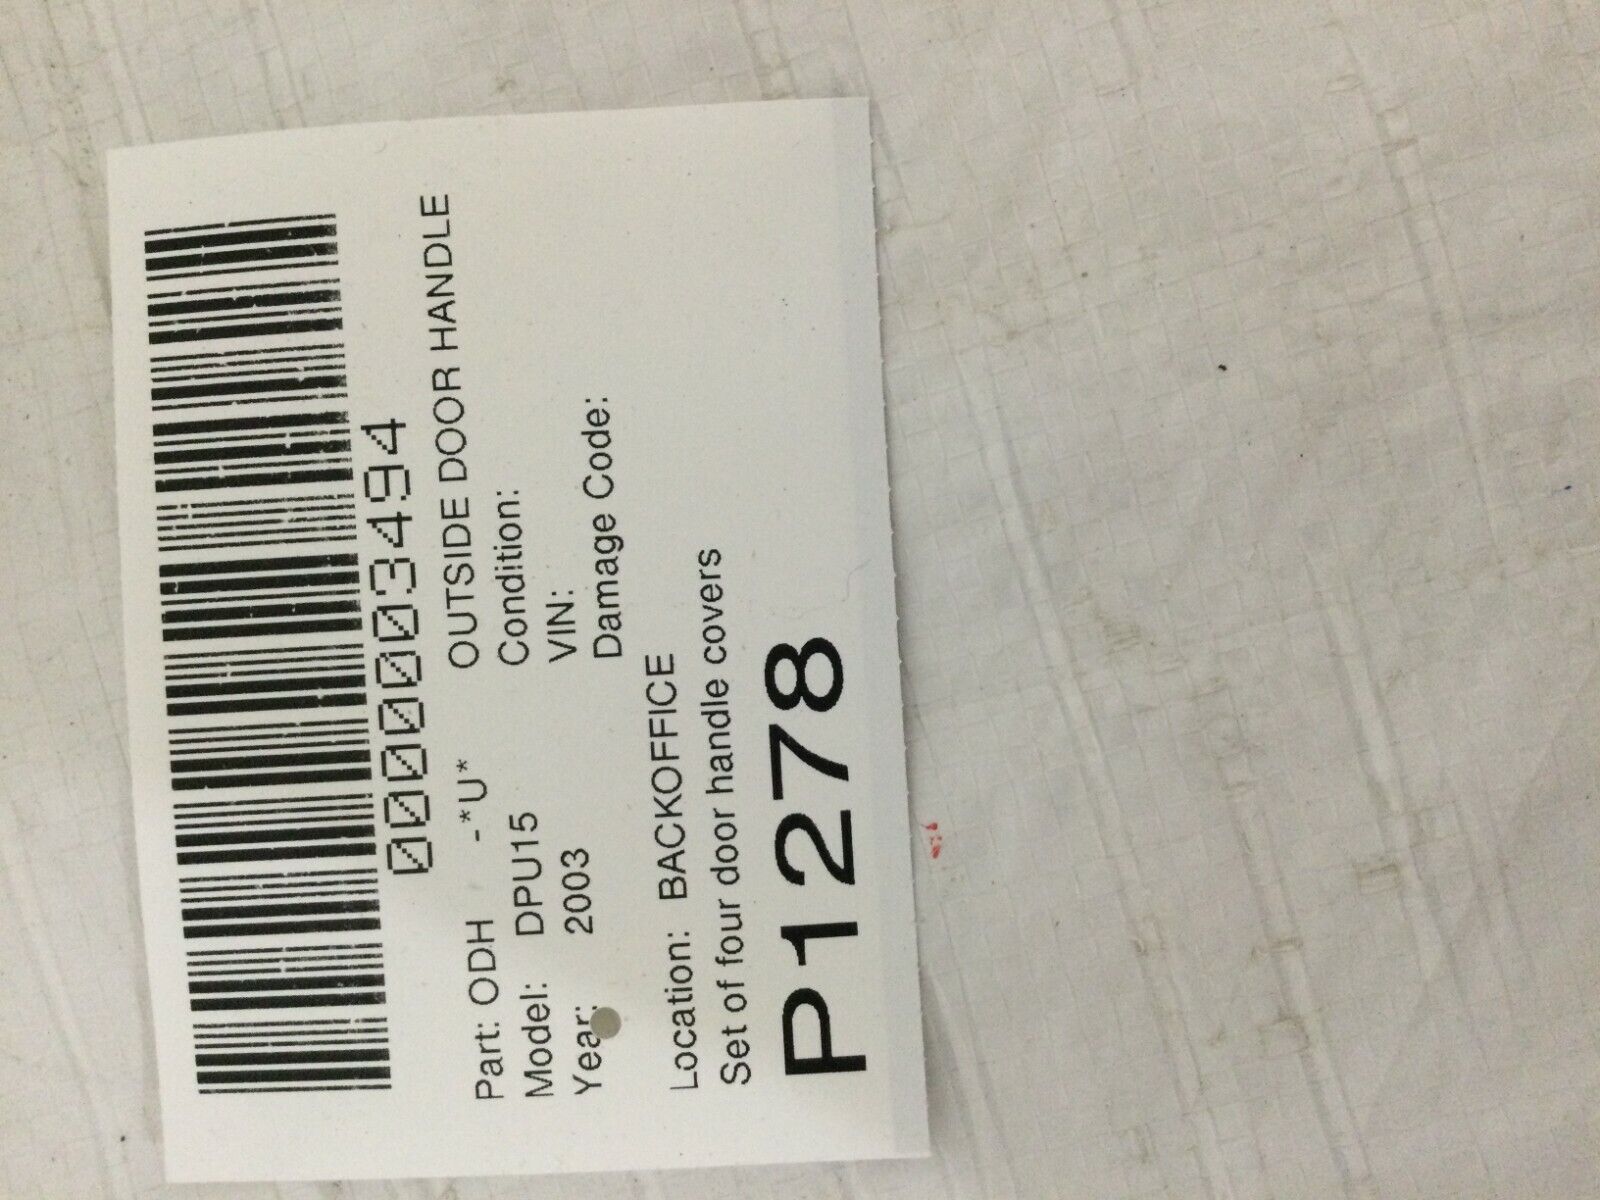 0000003494
Part: ODH -*U* OUTSIDE DOOR HANDLE
Model: DPU15 Condition:
Year: 2003 VIN:
Damage Code:
Location: BACKOFFICE
Set of four door handle covers
P1278